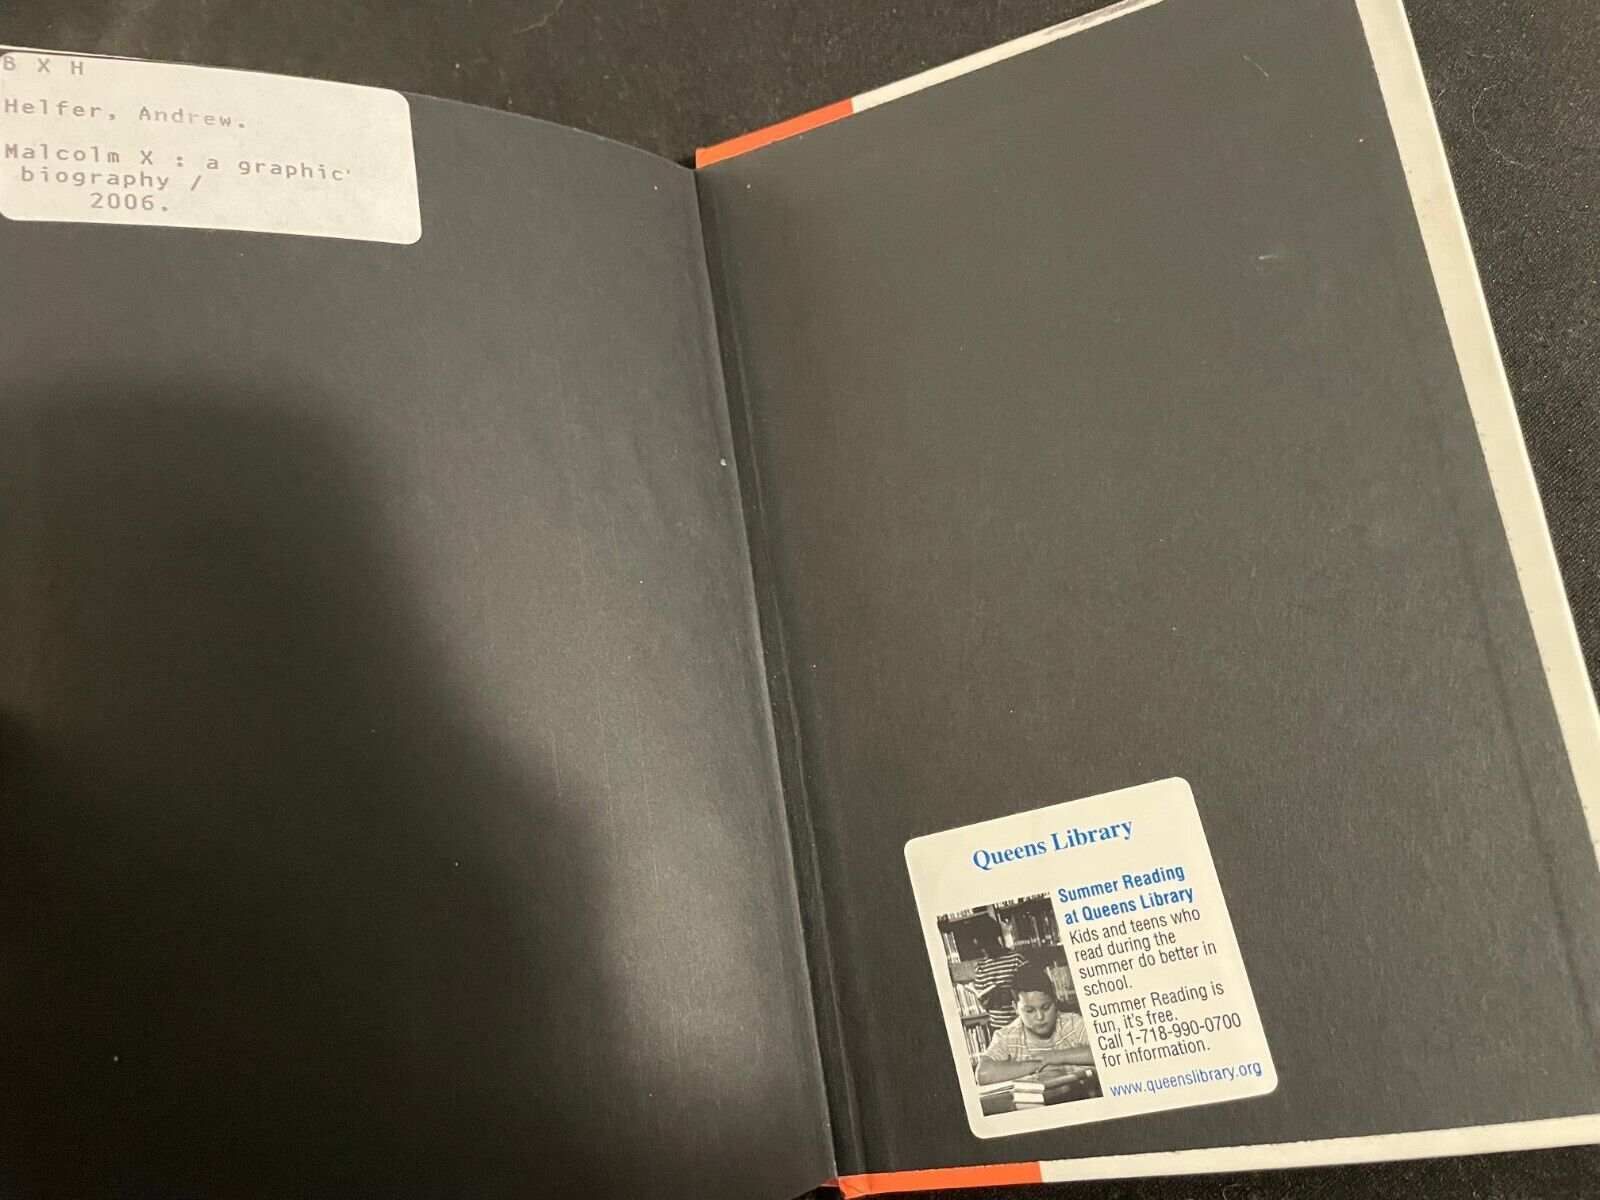 B X H
Helfer, Andrew.
Malcolm X : a graphic
biography /
2006.
Queens Library
Summer Reading
at Queens Library
Kids and teens who
read during the
summer do better in
school.
Summer Reading is
fun, it's free.
Call 1-718-990-0700
for information.
www.queenslibrary.org